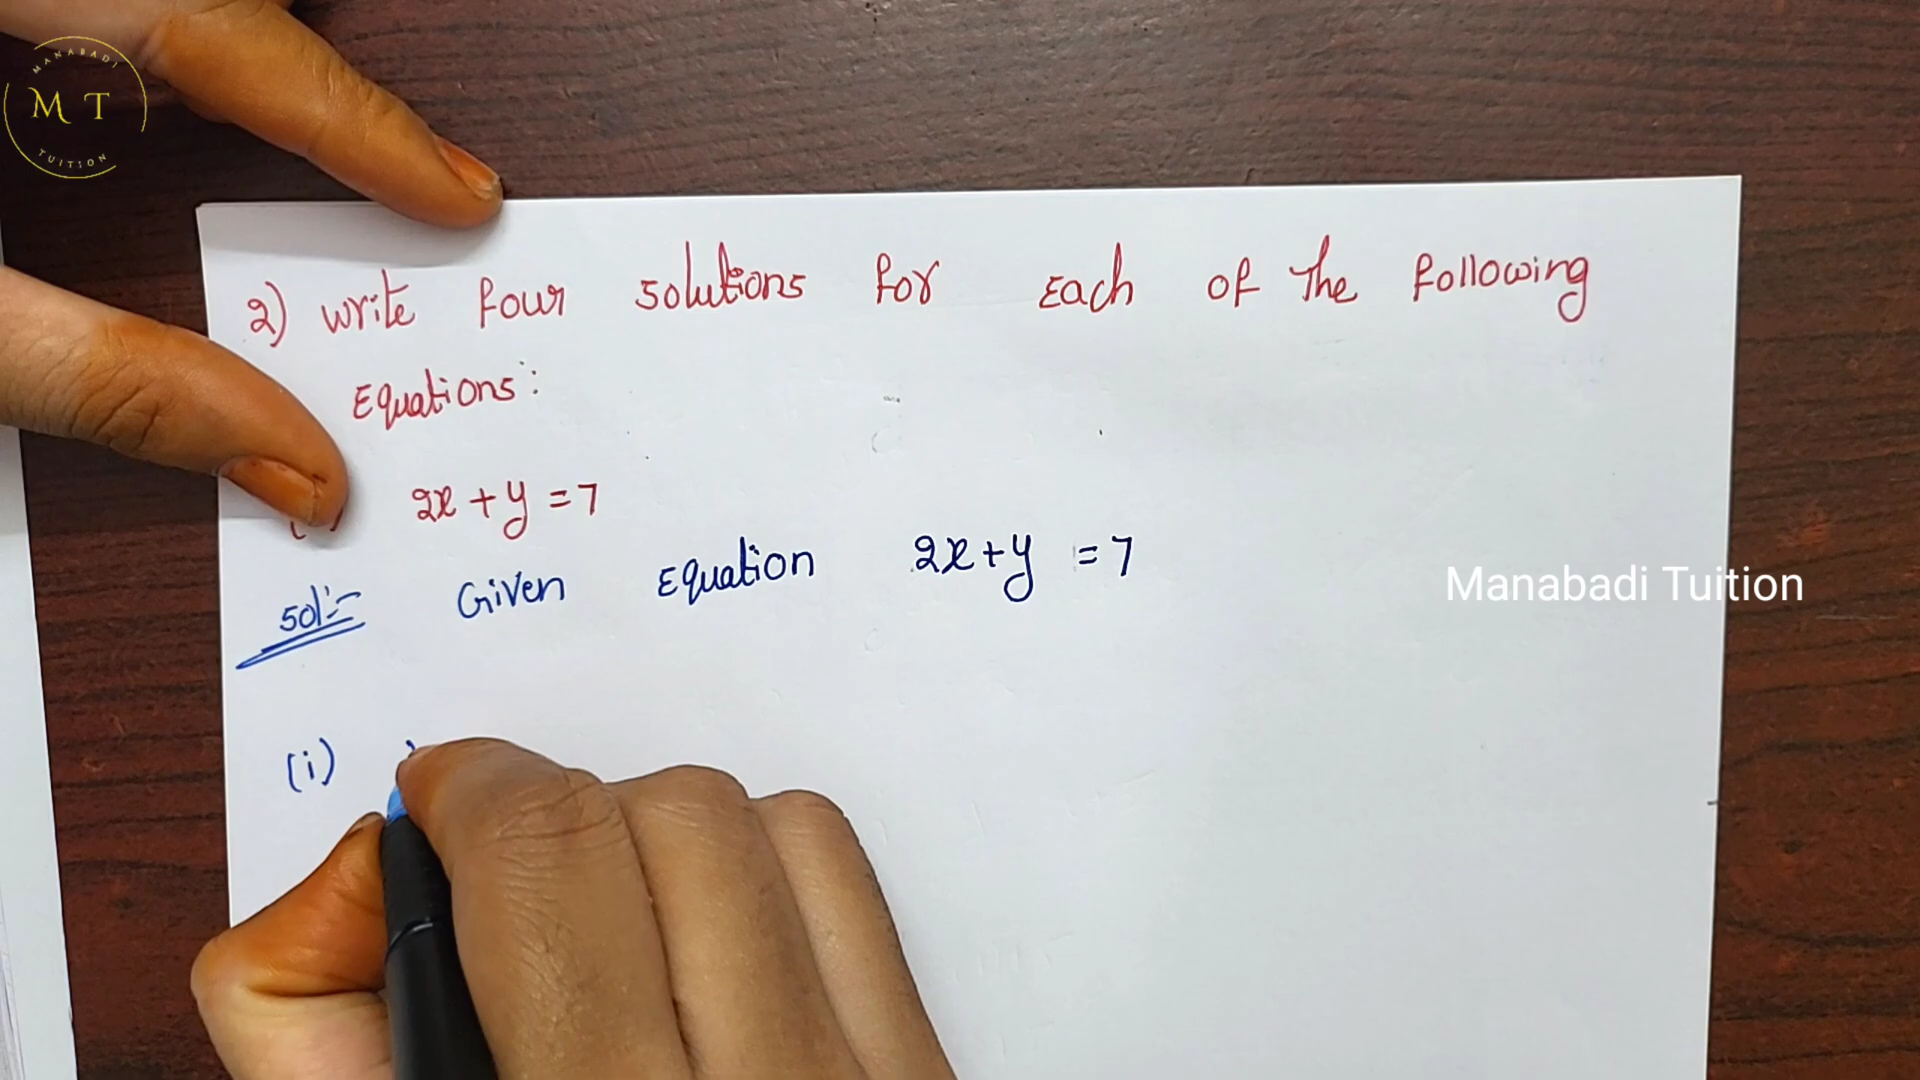 MANABADI
M T
TUITION
2) write four solutions for Each of the following
Equations:
2x + y = 7
Sol:- Given Equation 2x+y = 7
Manabadi Tuition
(i)